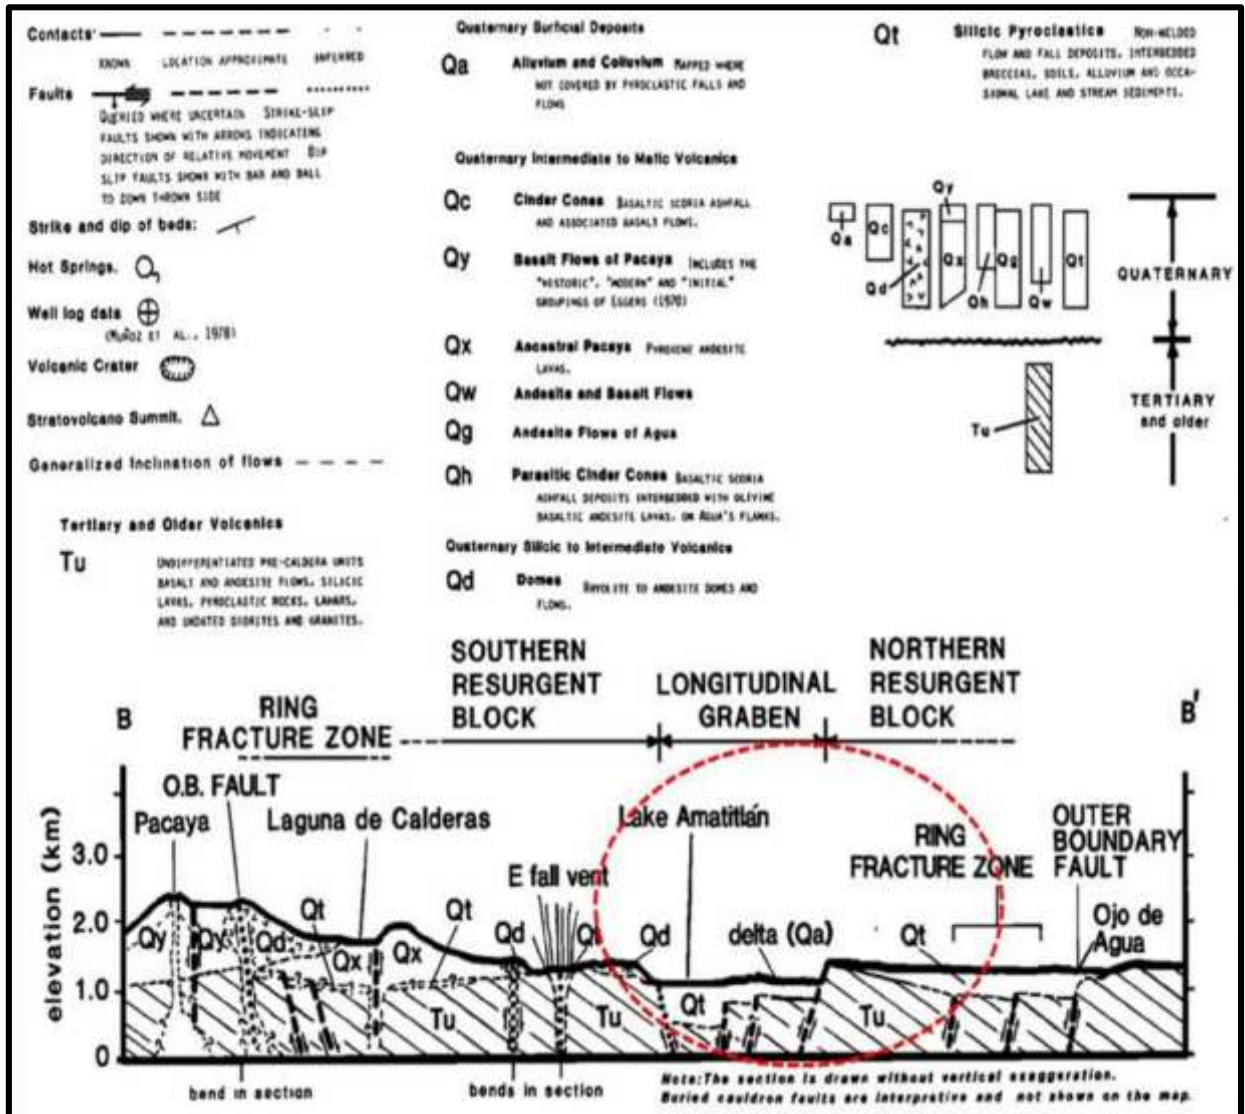 Contacts
KNOWN LOCATION APPROXIMATE INFERRED
Faults
QUERIED WHERE UNCERTAIN STRIKE-SLIP
FAULTS SHOWN WITH ARROWS INDICATING
DIRECTION OF RELATIVE MOVEMENT DIP
SLIP FAULTS SHOWN WITH BAR AND BALL
TO DOWN THROWN SIDE
Strike and dip of beds:
Hot Springs.
Well log data
(MUÑOZ ET AL., 1978)
Volcanic Crater
Stratovolcano Summit.
Generalized Inclination of flows
Tertiary and Older Volcanics
Tu
UNDIFFERENTIATED PRE-CALDERA UNITS
BASALT AND ANDESITE FLOWS, SILICIC
LAVAS, PYROCLASTIC ROCKS, LAHARS,
AND UNDATED DIORITES AND GRANITES.
Quaternary Surficial Deposits
Qa Alluvium and Colluvium MAPPED WHERE
NOT COVERED BY PYROCLASTIC FALLS AND
FLOWS
Quaternary Intermediate to Mafic Volcanics
Qc Cinder Cones BASALTIC SCORIA ASHFALL
AND ASSOCIATED BASALT FLOWS.
Qy Basalt Flows of Pacaya INCLUDES THE
"HISTORIC", "MODERN" AND "INITIAL"
GROUPINGS OF EGGERS (1970)
Qx Ancestral Pacaya PYROXENE ANDESITE
LAVAS.
Qw Andesite and Basalt Flows
Qg Andesite Flows of Agua
Qh Parasitic Cinder Cones BASALTIC SCORIA
ASHFALL DEPOSITS INTERBEDDED WITH OLIVINE
BASALTIC ANDESITE LAVAS, ON AGUA'S FLANKS.
Quaternary Silicic to Intermediate Volcanics
Qd Domes RHYOLITE TO ANDESITE DOMES AND
FLOWS.
Qt Silicic Pyroclastics NON-WELDED
FLOW AND FALL DEPOSITS, INTERBEDDED
BRECCIAS, SOILS, ALLUVIUM AND OCCA-
SIONAL LAKE AND STREAM SEDIMENTS.
Qy
Qa Qc Qx Qg Qt
Qd Qh Qw
QUATERNARY
TERTIARY
and older
Tu
SOUTHERN
RESURGENT
BLOCK
LONGITUDINAL
GRABEN
NORTHERN
RESURGENT
BLOCK
B
RING
FRACTURE ZONE
B'
O.B. FAULT
Pacaya
Laguna de Calderas
Lake Amatitlán
OUTER
BOUNDARY
FAULT
RING
FRACTURE ZONE
E fall vent
elevation (km)
3.0
2.0
1.0
0
Qy Qy Qd Qt Qx Qx Qt Qd Qd
delta (Qa)
Qt
Ojo de
Agua
Tu Tu Qt Tu
bend in section
bends in section
Note: The section is drawn without vertical exaggeration.
Buried cauldron faults are interpretive and not shown on the map.